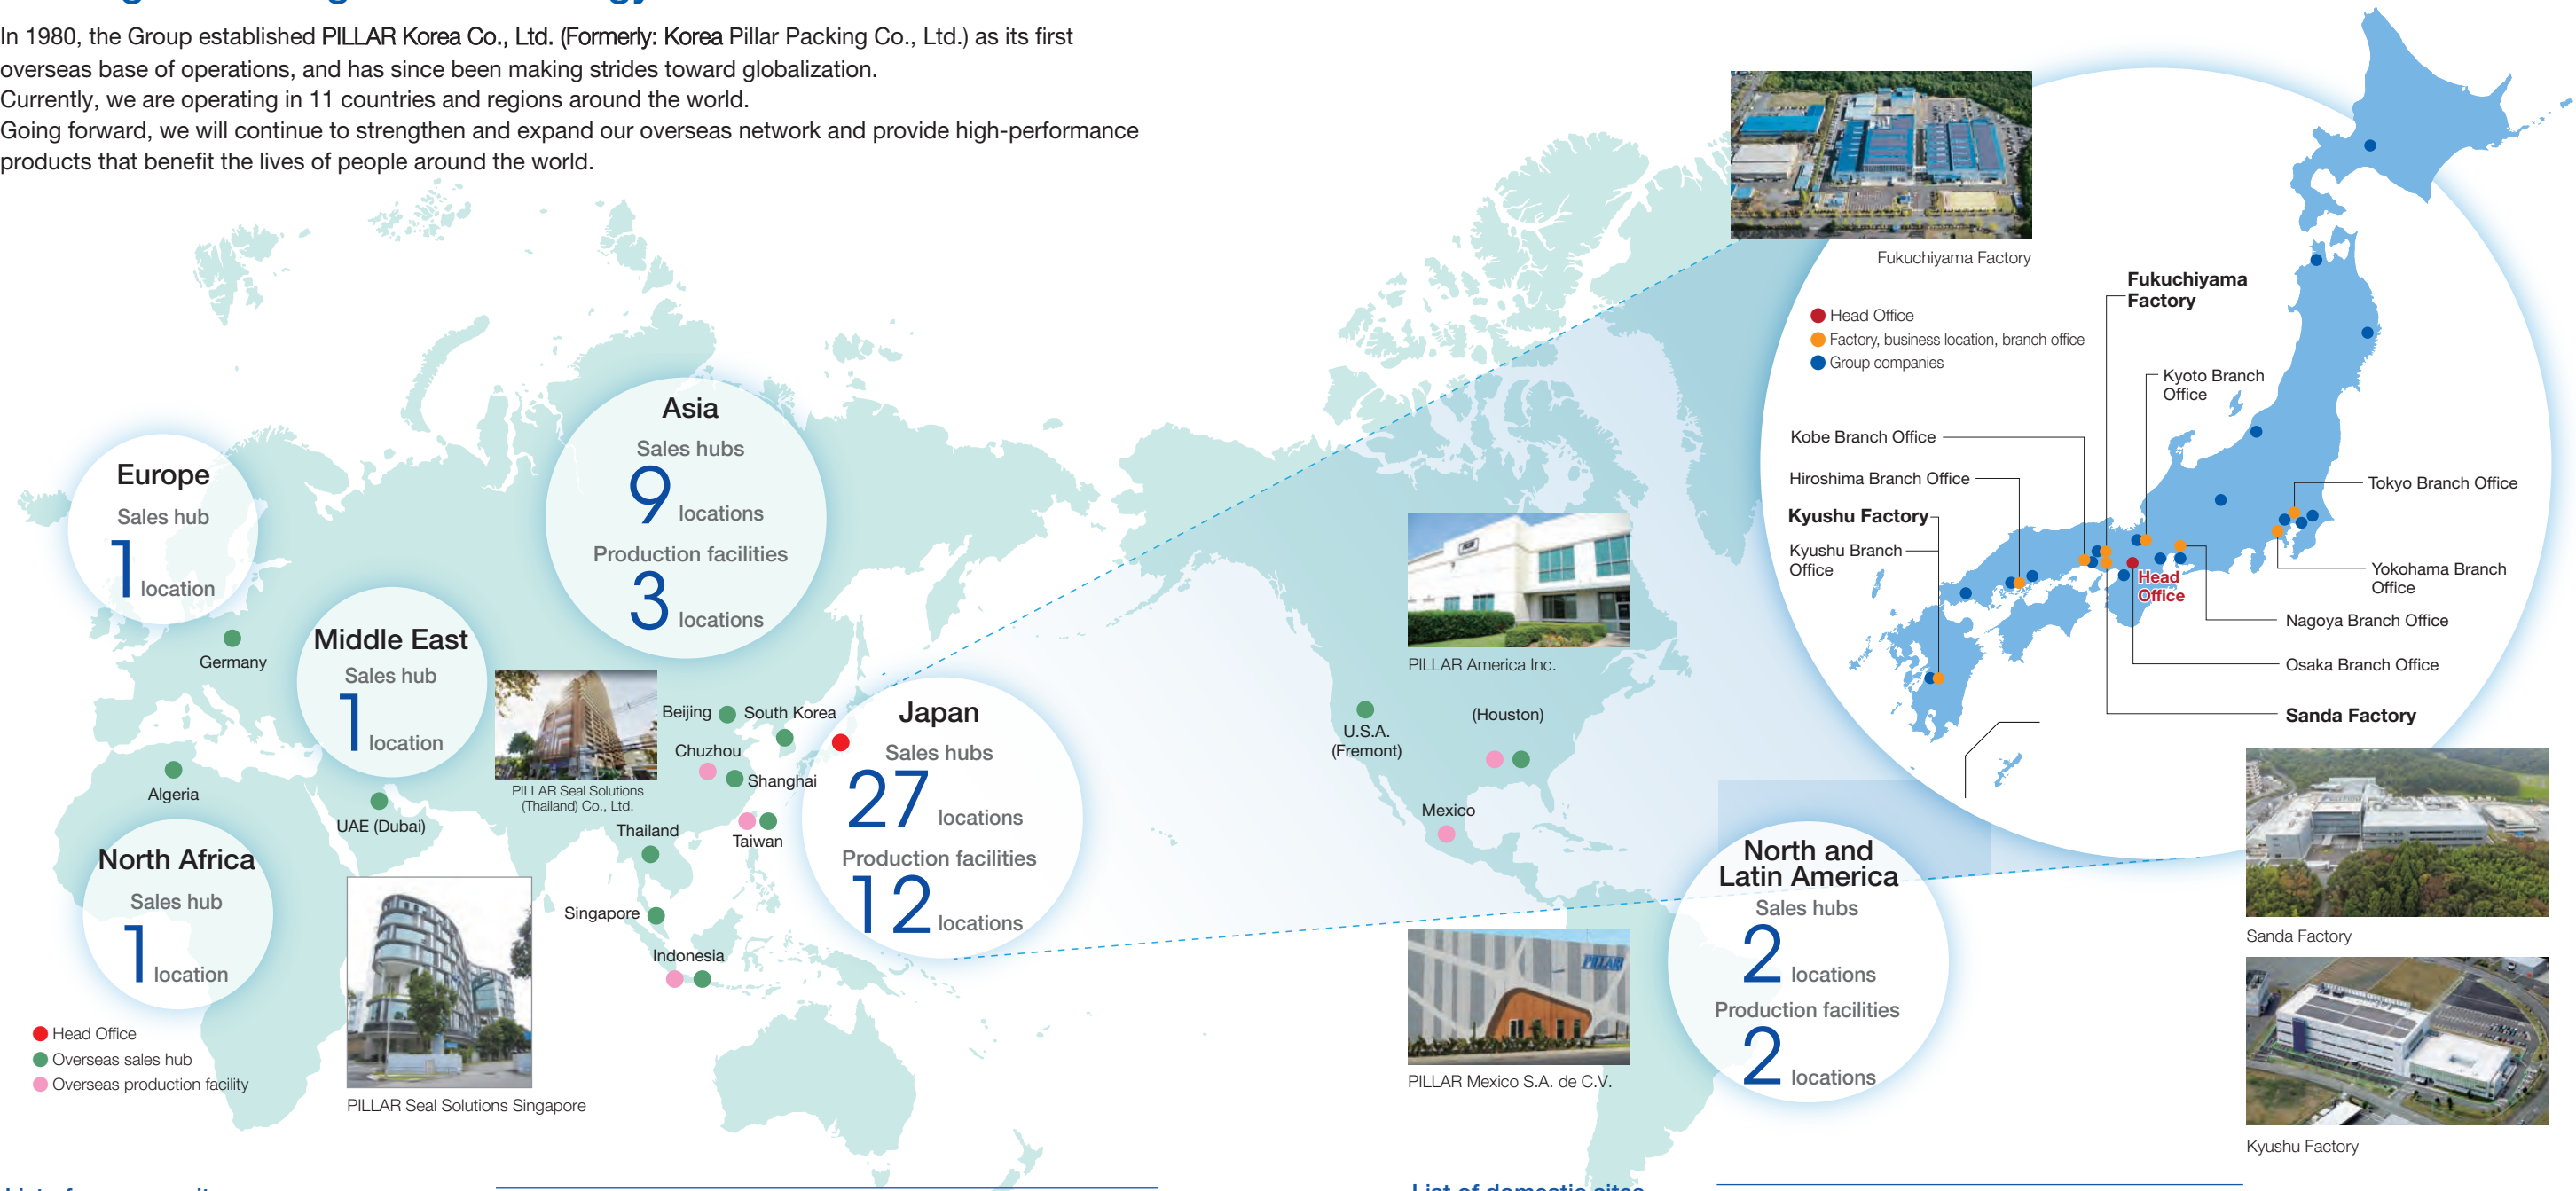 In 1980, the Group established PILLAR Korea Co., Ltd. (Formerly: Korea Pillar Packing Co., Ltd.) as its first
overseas base of operations, and has since been making strides toward globalization.
Currently, we are operating in 11 countries and regions around the world.
Going forward, we will continue to strengthen and expand our overseas network and provide high-performance
products that benefit the lives of people around the world.
Europe
Sales hub
1 location
Germany
Middle East
Sales hub
1 location
UAE (Dubai)
Algeria
North Africa
Sales hub
1 location
Head Office
Overseas sales hub
Overseas production facility
PILLAR Seal Solutions Singapore
Asia
Sales hubs
9 locations
Production facilities
3 locations
PILLAR Seal Solutions
(Thailand) Co., Ltd.
Beijing
South Korea
Chuzhou
Shanghai
Taiwan
Thailand
Singapore
Indonesia
Japan
Sales hubs
27 locations
Production facilities
12 locations
PILLAR America Inc.
U.S.A.
(Fremont)
(Houston)
Mexico
PILLAR
PILLAR Mexico S.A. de C.V.
North and
Latin America
Sales hubs
2 locations
Production facilities
2 locations
Fukuchiyama Factory
Head Office
Factory, business location, branch office
Group companies
Fukuchiyama
Factory
Kyoto Branch
Office
Kobe Branch Office
Hiroshima Branch Office
Kyushu Factory
Kyushu Branch
Office
Head
Office
Tokyo Branch Office
Yokohama Branch
Office
Nagoya Branch Office
Osaka Branch Office
Sanda Factory
Sanda Factory
Kyushu Factory
List of domestic sites